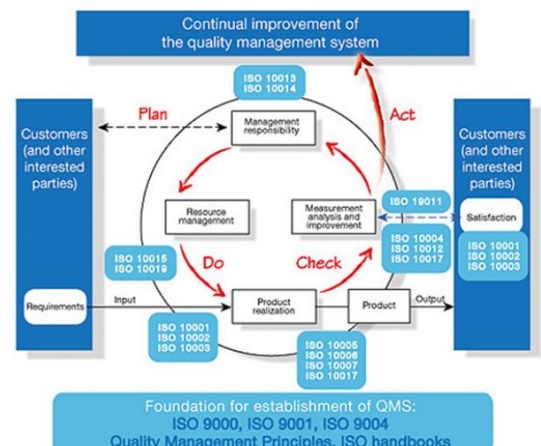 Continual improvement of
the quality management system
ISO 10013
ISO 10014
Plan
Act
Customers
(and other
interested
parties)
Management
responsibility
Customers
(and other
interested
parties)
Resource
management
Measurement
analysis and
improvement
ISO 19011
Satisfaction
ISO 10004
ISO 10012
ISO 10017
ISO 10001
ISO 10002
ISO 10003
ISO 10015
ISO 10019
Do
Check
Requirements
Input
Product
realization
Product
Output
ISO 10001
ISO 10002
ISO 10003
ISO 10005
ISO 10006
ISO 10007
ISO 10017
Foundation for establishment of QMS:
ISO 9000, ISO 9001, ISO 9004
Quality Management Principles, ISO handbooks